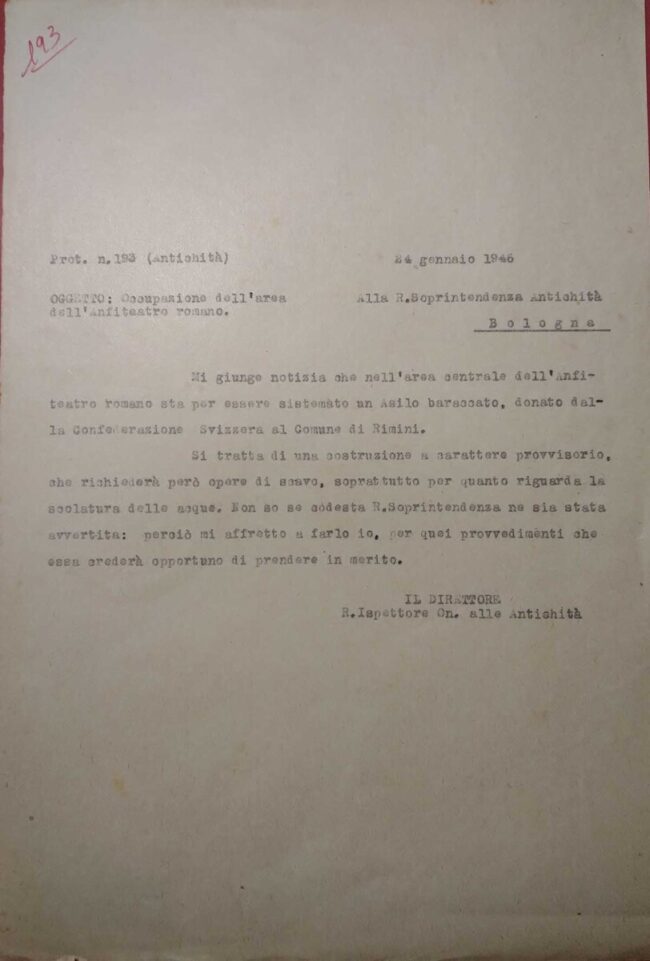 193
Prot. n.193 (Antichità)
24 gennaio 1946
OGGETTO: Occupazione dell'area
dell'Anfiteatro romano.
Alla R.Soprintendenza Antichità
Bologna
Mi giunge notizia che nell'area centrale dell'Anfi-
teatro romano sta per essere sistemato un Asilo baraccato, donato dal-
la Confederazione Svizzera al Comune di Rimini.
Si tratta di una costruzione a carattere provvisorio,
che richiederà però opere di scavo, soprattutto per quanto riguarda la
scolatura delle acque. Non so se codesta R.Soprintendenza ne sia stata
avvertita: perciò mi affretto a farlo io, per quei provvedimenti che
essa crederà opportuno di prendere in merito.
IL DIRETTORE
R.Ispettore On. alle Antichità